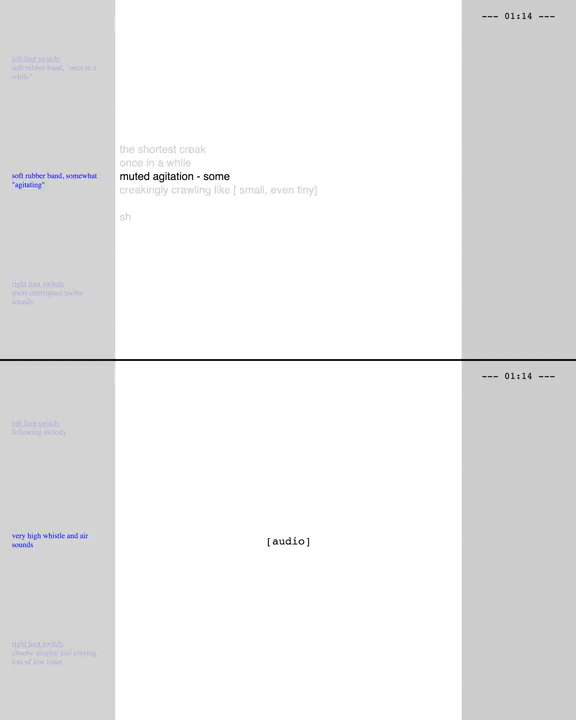 --- 01:14 ---
left foot switch:
soft rubber band, "once in a
while"
the shortest creak
once in a while
soft rubber band, somewhat
"agitating"
muted agitation - some
creakingly crawling like [ small, even tiny]
sh
right foot switch:
short interrupted motor
sounds
--- 01:14 ---
left foot switch:
following melody
very high whistle and air
sounds
[audio]
right foot switch:
chaotic singing and playing,
lots of low tones